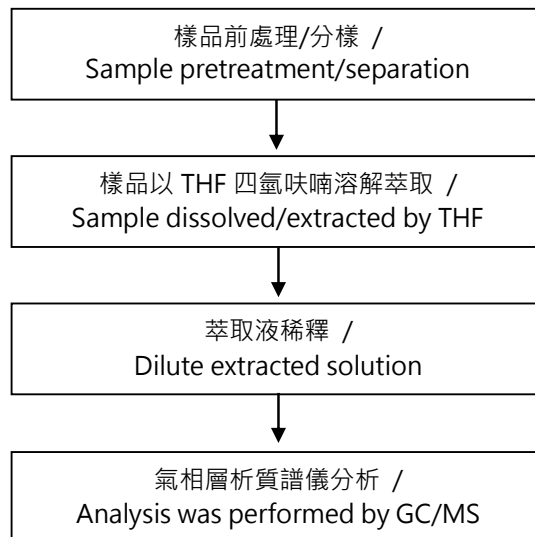 樣品前處理/分樣 /
Sample pretreatment/separation
樣品以 THF 四氫呋喃溶解萃取 /
Sample dissolved/extracted by THF
萃取液稀釋 /
Dilute extracted solution
氣相層析質譜儀分析 /
Analysis was performed by GC/MS